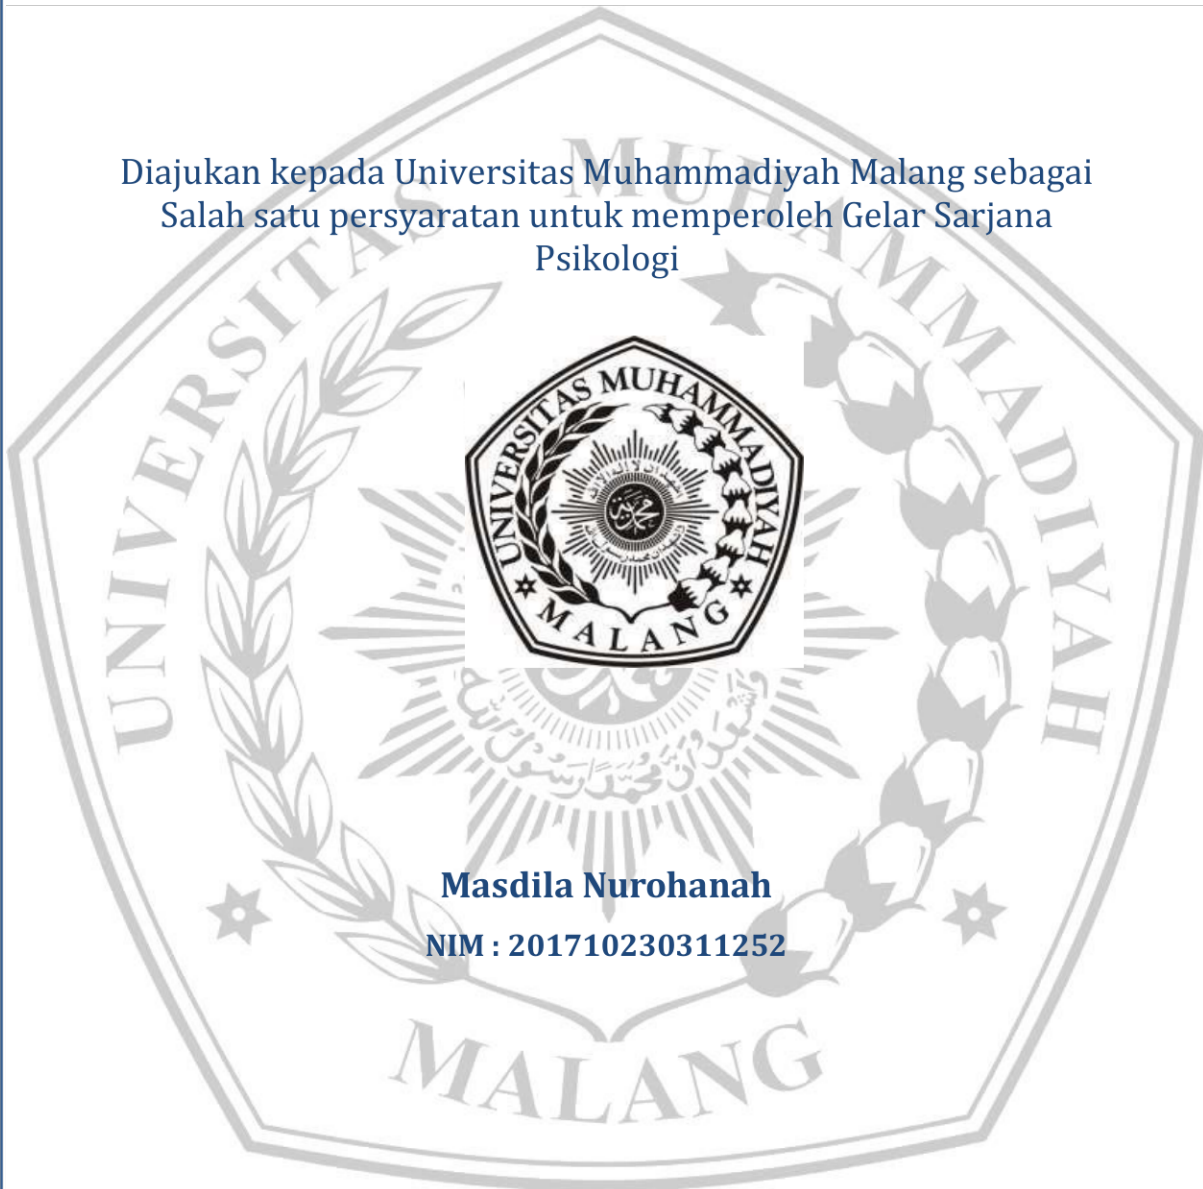 Diajukan kepada Universitas Muhammadiyah Malang sebagai
Salah satu persyaratan untuk memperoleh Gelar Sarjana
Psikologi
UNIVERSITAS MUHAMMADIYAH
MALANG
Masdila Nurohanah
NIM : 201710230311252
UNIVERSITAS MUHAMMADIYAH
MALANG